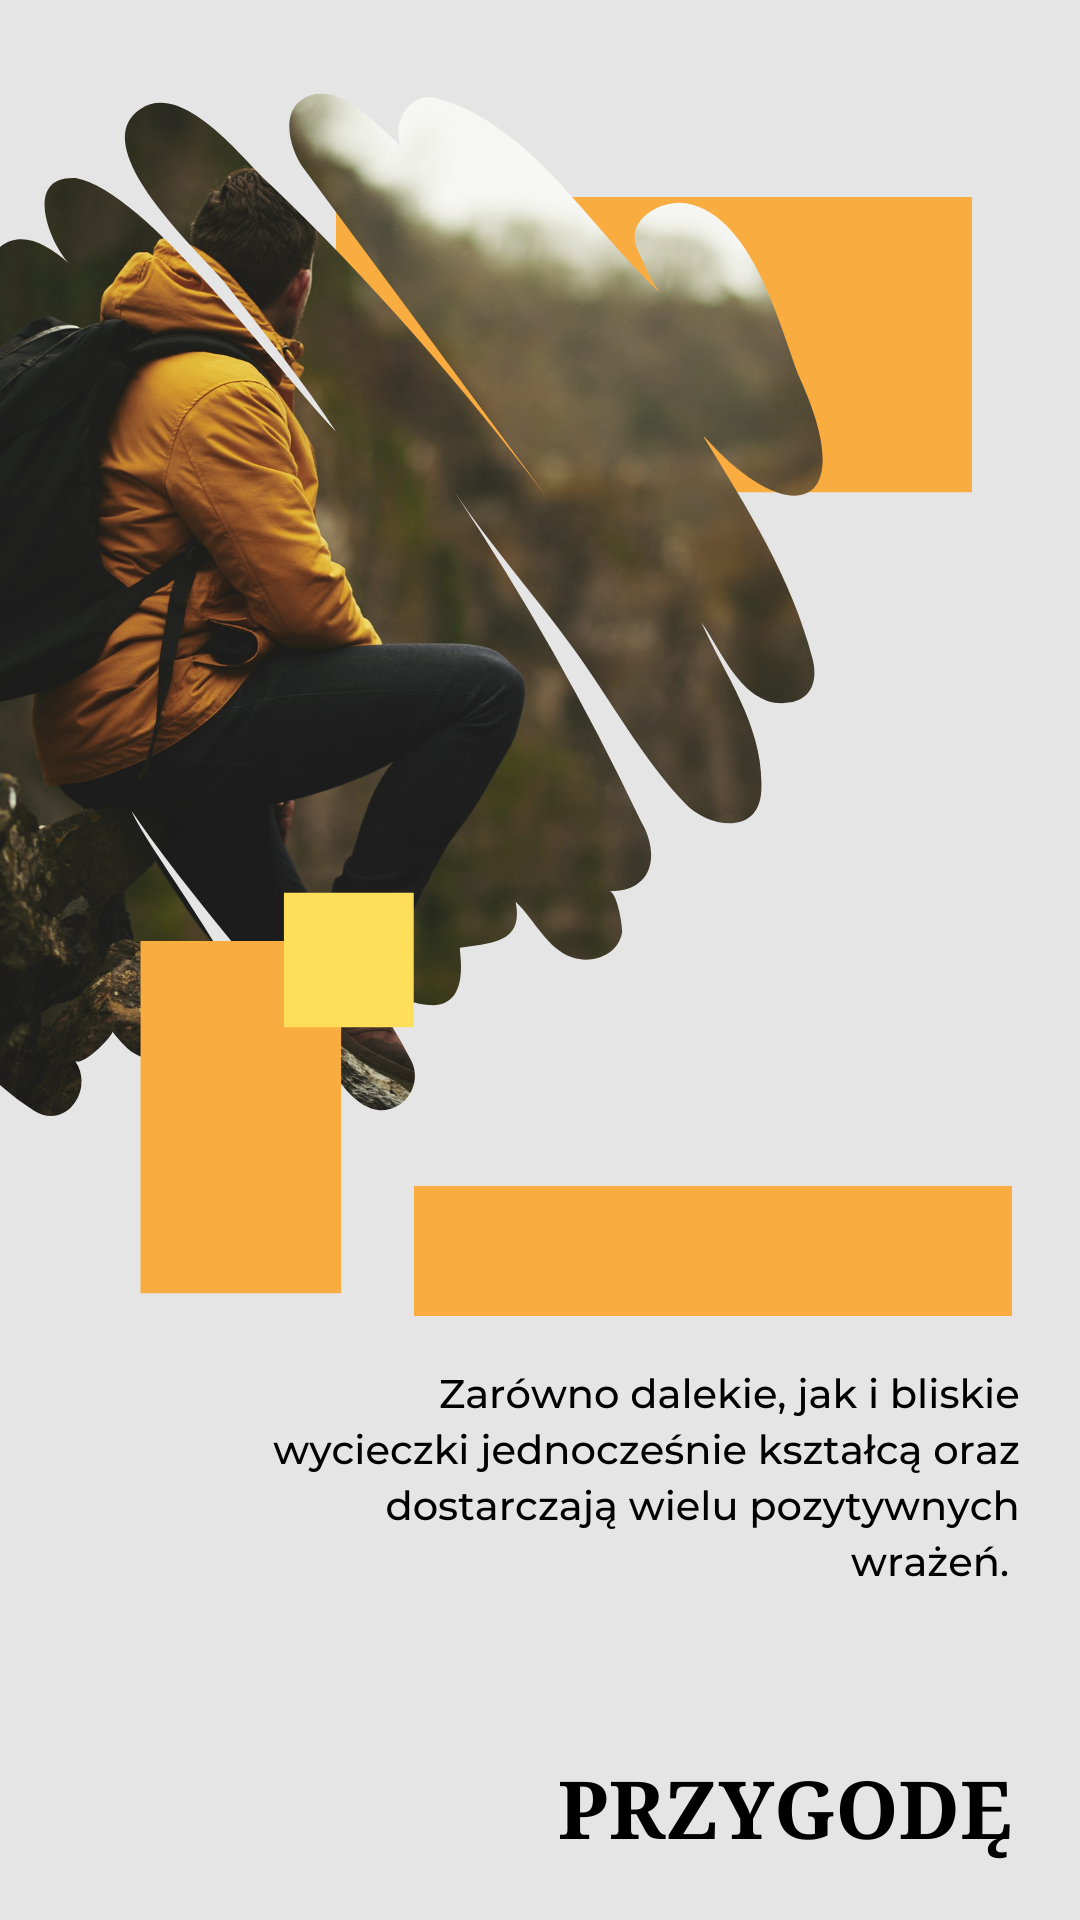 Zarówno dalekie, jak i bliskie
wycieczki jednocześnie kształcą oraz
dostarczają wielu pozytywnych
wrażeń.
PRZYGODĘ